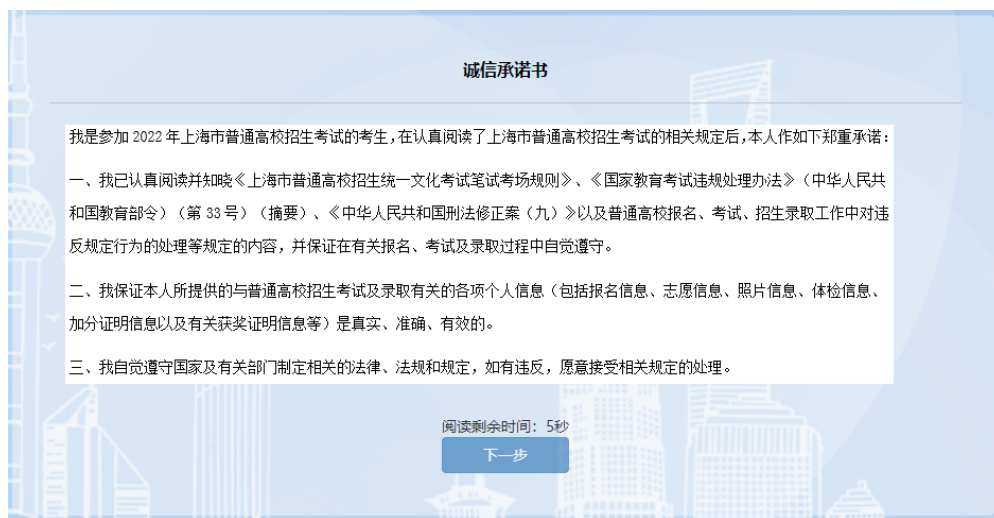 诚信承诺书
我是参加 2022 年上海市普通高校招生考试的考生，在认真阅读了上海市普通高校招生考试的相关规定后，本人作如下郑重承诺：
一、我已认真阅读并知晓《上海市普通高校招生统一文化考试笔试考场规则》、《国家教育考试违规处理办法》（中华人民共
和国教育部令）（第 33 号）（摘要）、《中华人民共和国刑法修正案（九）》以及普通高校报名、考试、招生录取工作中对违
反规定行为的处理等规定的内容，并保证在有关报名、考试及录取过程中自觉遵守。
二、我保证本人所提供的与普通高校招生考试及录取有关的各项个人信息（包括报名信息、志愿信息、照片信息、体检信息、
加分证明信息以及有关获奖证明信息等）是真实、准确、有效的。
三、我自觉遵守国家及有关部门制定相关的法律、法规和规定，如有违反，愿意接受相关规定的处理。
阅读剩余时间：5秒
下一步